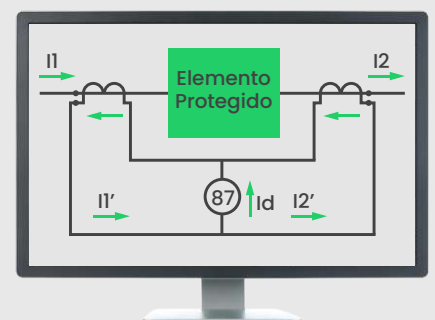 I1
I2
Elemento
Protegido
87
Id
I1'
I2'